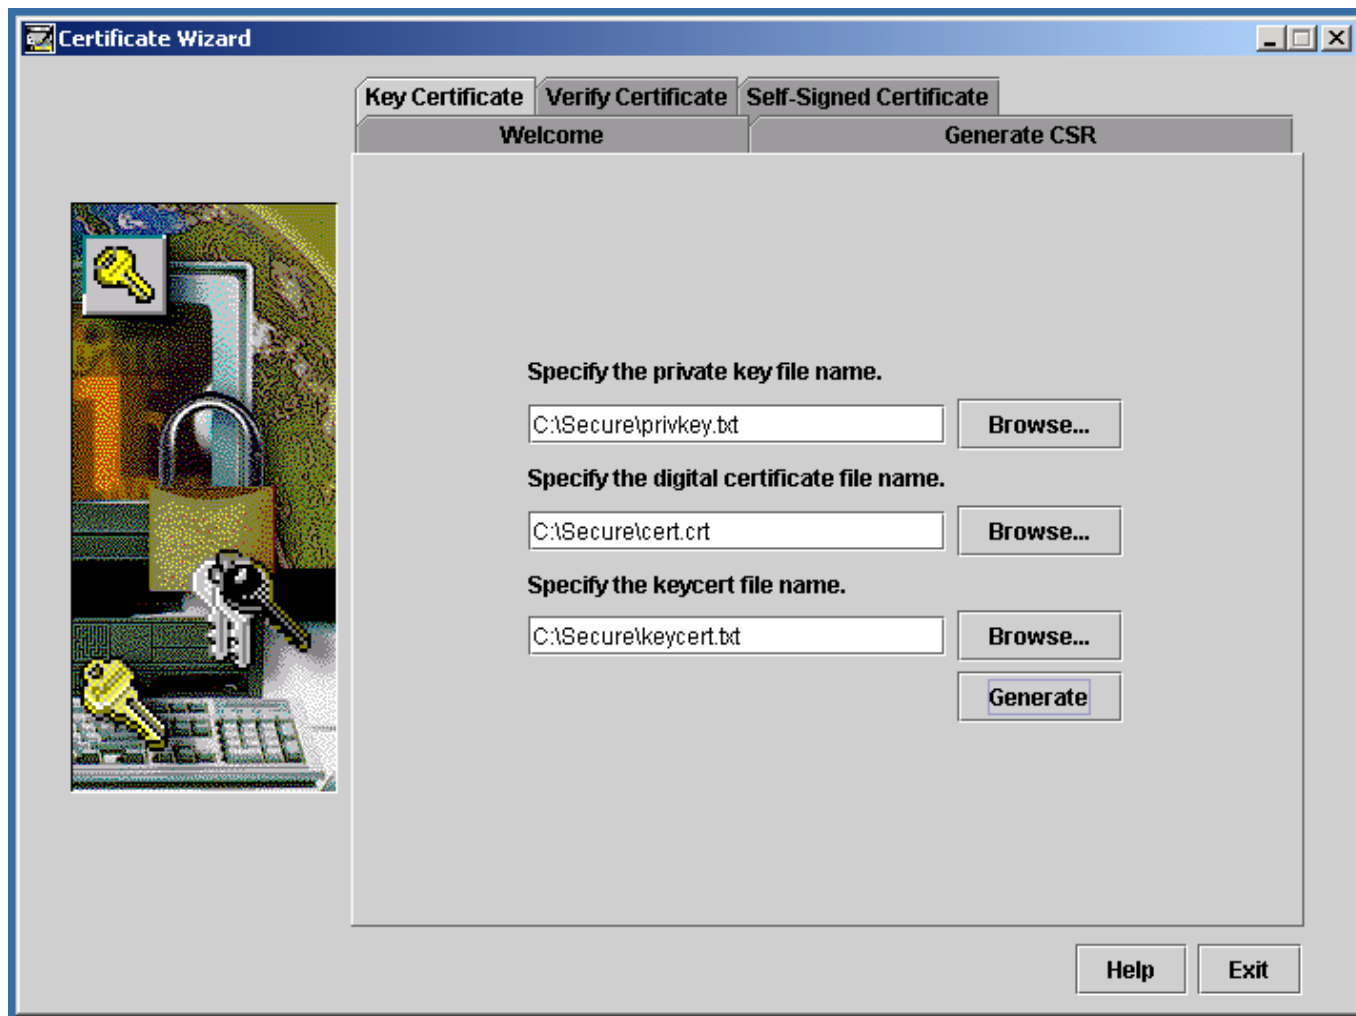 Certificate Wizard
Key Certificate Verify Certificate Self-Signed Certificate
Welcome Generate CSR
Specify the private key file name.
C:\Secure\privkey.txt Browse...
Specify the digital certificate file name.
C:\Secure\cert.crt Browse...
Specify the keycert file name.
C:\Secure\keycert.txt Browse...
Generate
Help Exit